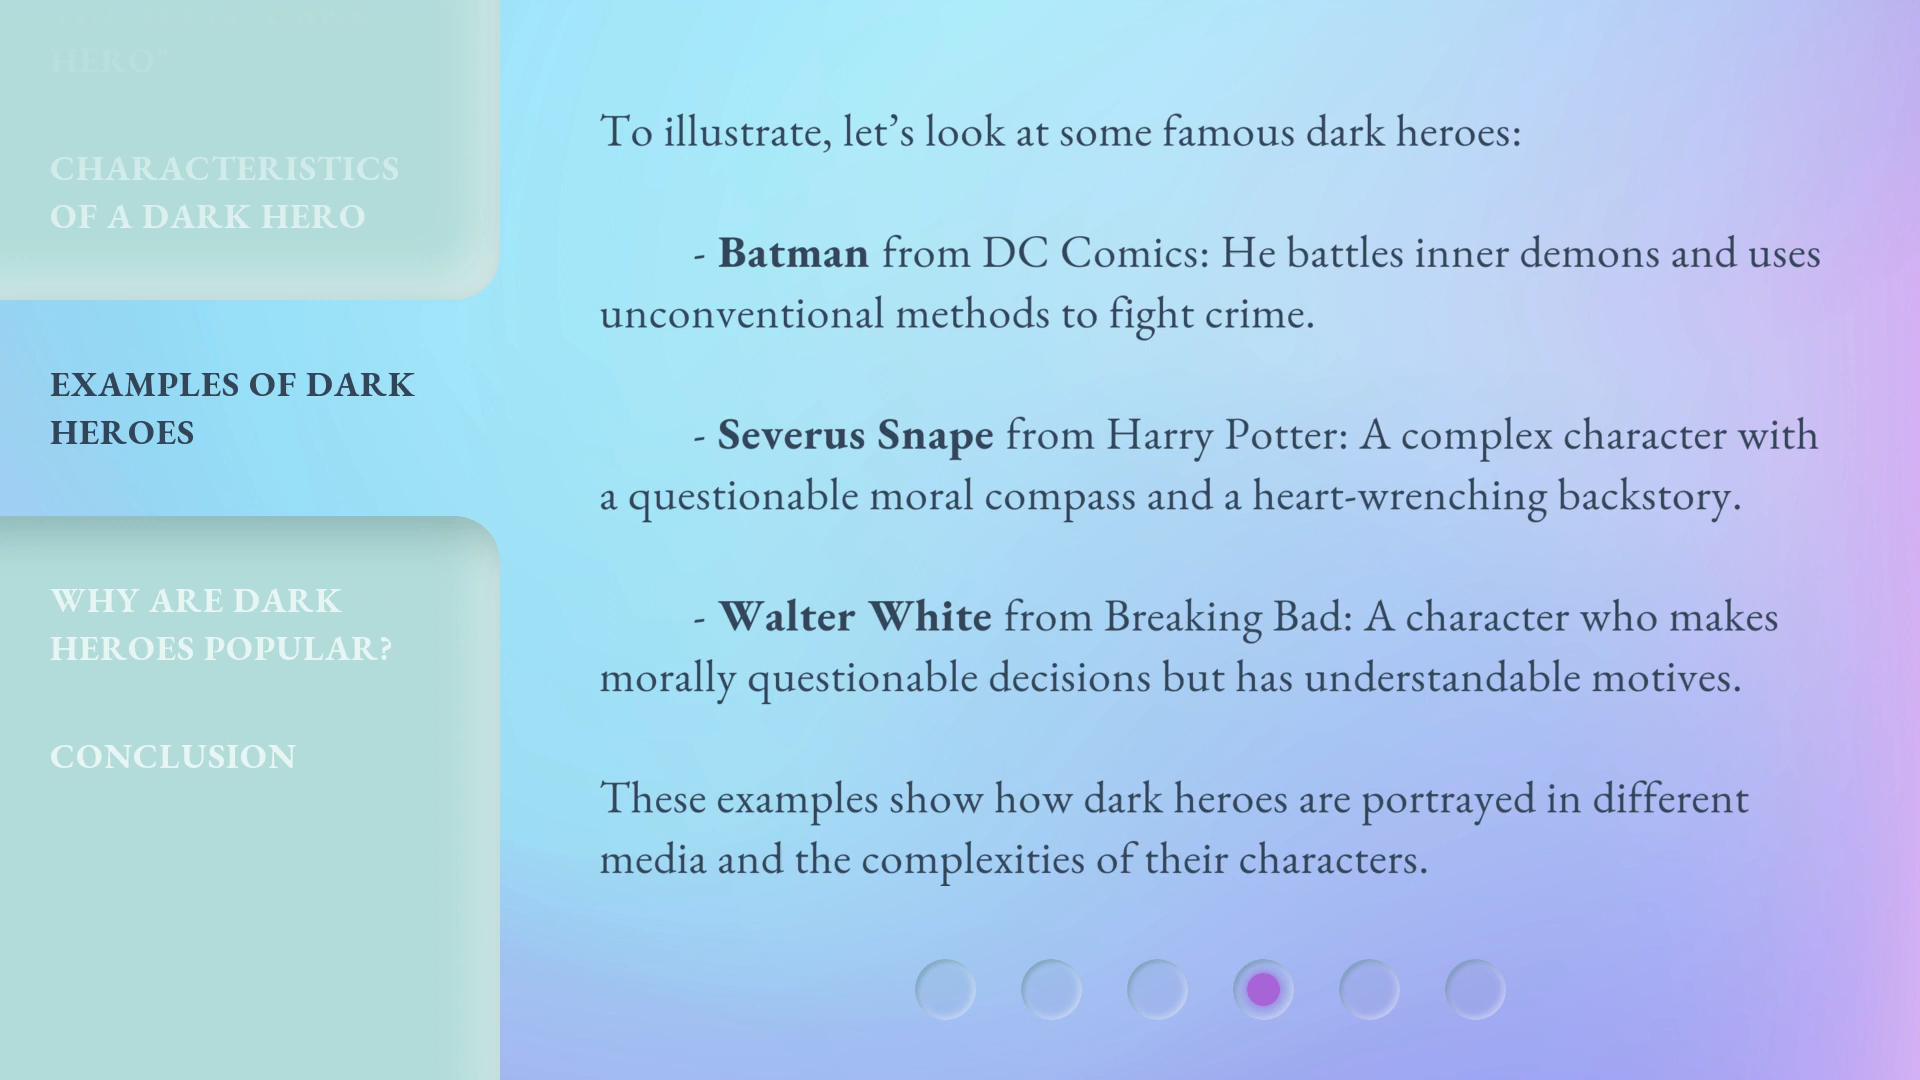 HERO"
CHARACTERISTICS
OF A DARK HERO
EXAMPLES OF DARK
HEROES
WHY ARE DARK
HEROES POPULAR?
CONCLUSION
To illustrate, let’s look at some famous dark heroes:
- Batman from DC Comics: He battles inner demons and uses
unconventional methods to fight crime.
- Severus Snape from Harry Potter: A complex character with
a questionable moral compass and a heart-wrenching backstory.
- Walter White from Breaking Bad: A character who makes
morally questionable decisions but has understandable motives.
These examples show how dark heroes are portrayed in different
media and the complexities of their characters.